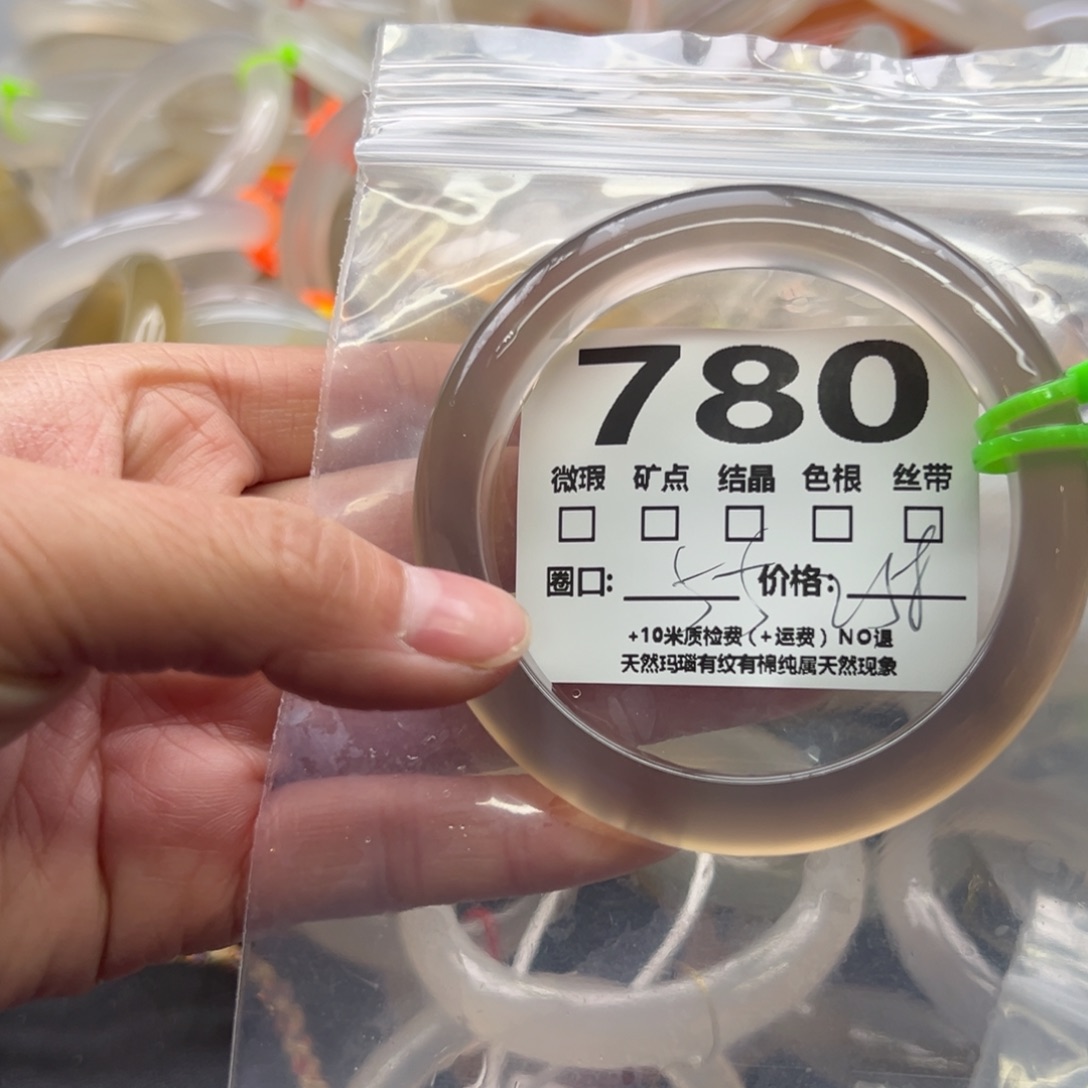 780
微瑕 矿点 结晶 色根 丝带
□ □ □ □ □
圈口: 55 价格: 258
+10米质检费(+运费)NO退
天然玛瑙有纹有棉纯属天然现象